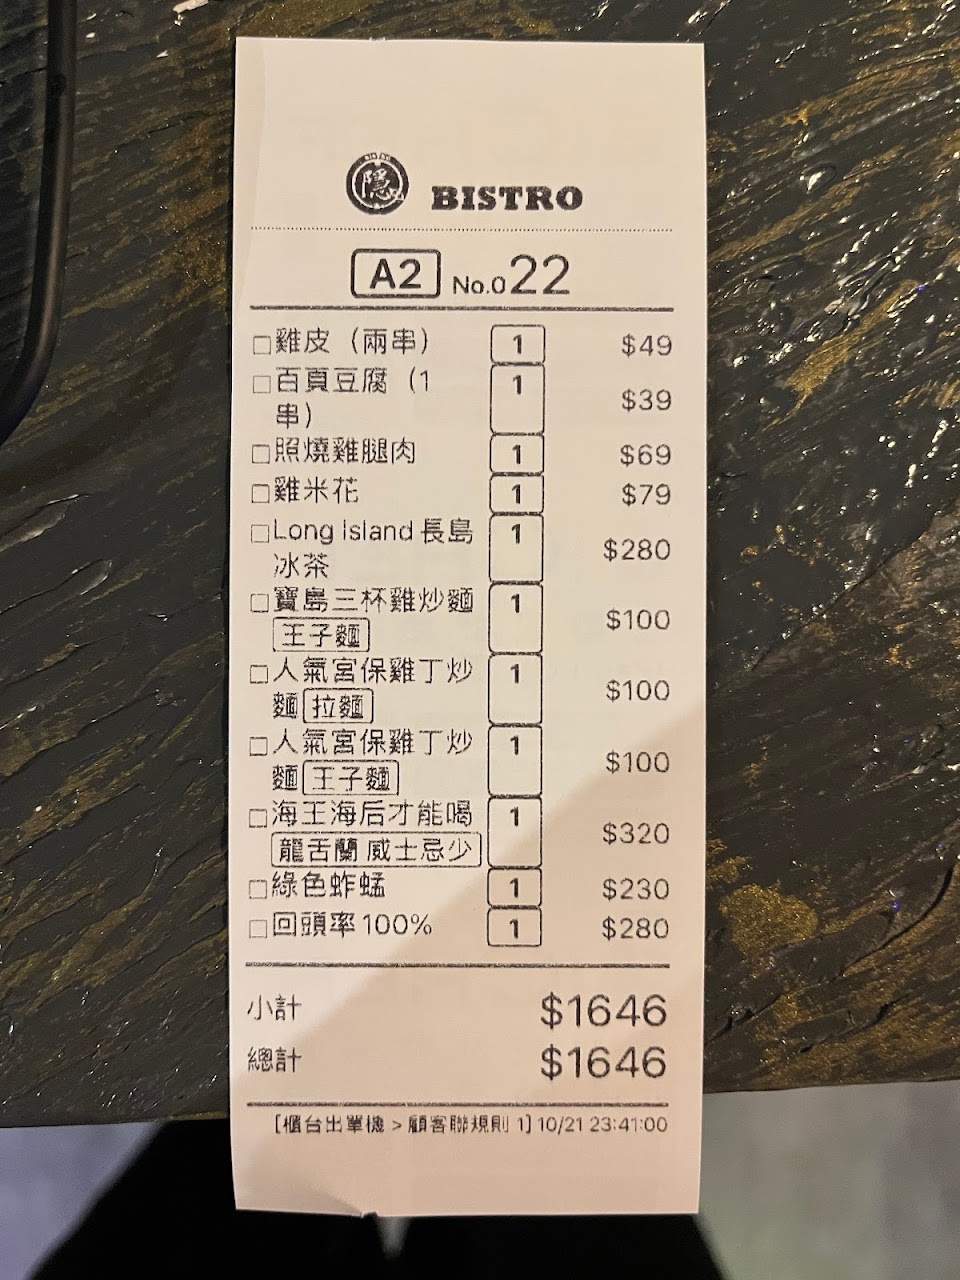 BISTRO
隱
BISTRO
A2 No.022
□雞皮（兩串） 1 $49
□百頁豆腐（1 1 $39
串）
□照燒雞腿肉 1 $69
□雞米花 1 $79
□Long Island 長島 1 $280
冰茶
□寶島三杯雞炒麵 1 $100
王子麵
□人氣宮保雞丁炒 1 $100
麵 拉麵
□人氣宮保雞丁炒 1 $100
麵 王子麵
□海王海后才能喝 1 $320
龍舌蘭 威士忌少
□綠色蚱蜢 1 $230
□回頭率100% 1 $280
小計 $1646
總計 $1646
[櫃台出單機 > 顧客聯規則 1] 10/21 23:41:00